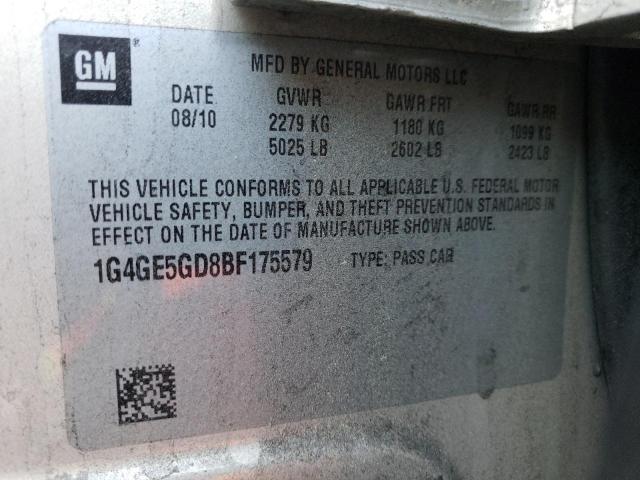 GM
MFD BY GENERAL MOTORS LLC
DATE GVWR GAWR FRT GAWR RR
08/10 2279 KG 1180 KG 1099 KG
5025 LB 2602 LB 2423 LB
THIS VEHICLE CONFORMS TO ALL APPLICABLE U.S. FEDERAL MOTOR
VEHICLE SAFETY, BUMPER, AND THEFT PREVENTION STANDARDS IN
EFFECT ON THE DATE OF MANUFACTURE SHOWN ABOVE.
1G4GE5GD8BF175579 TYPE: PASS CAR